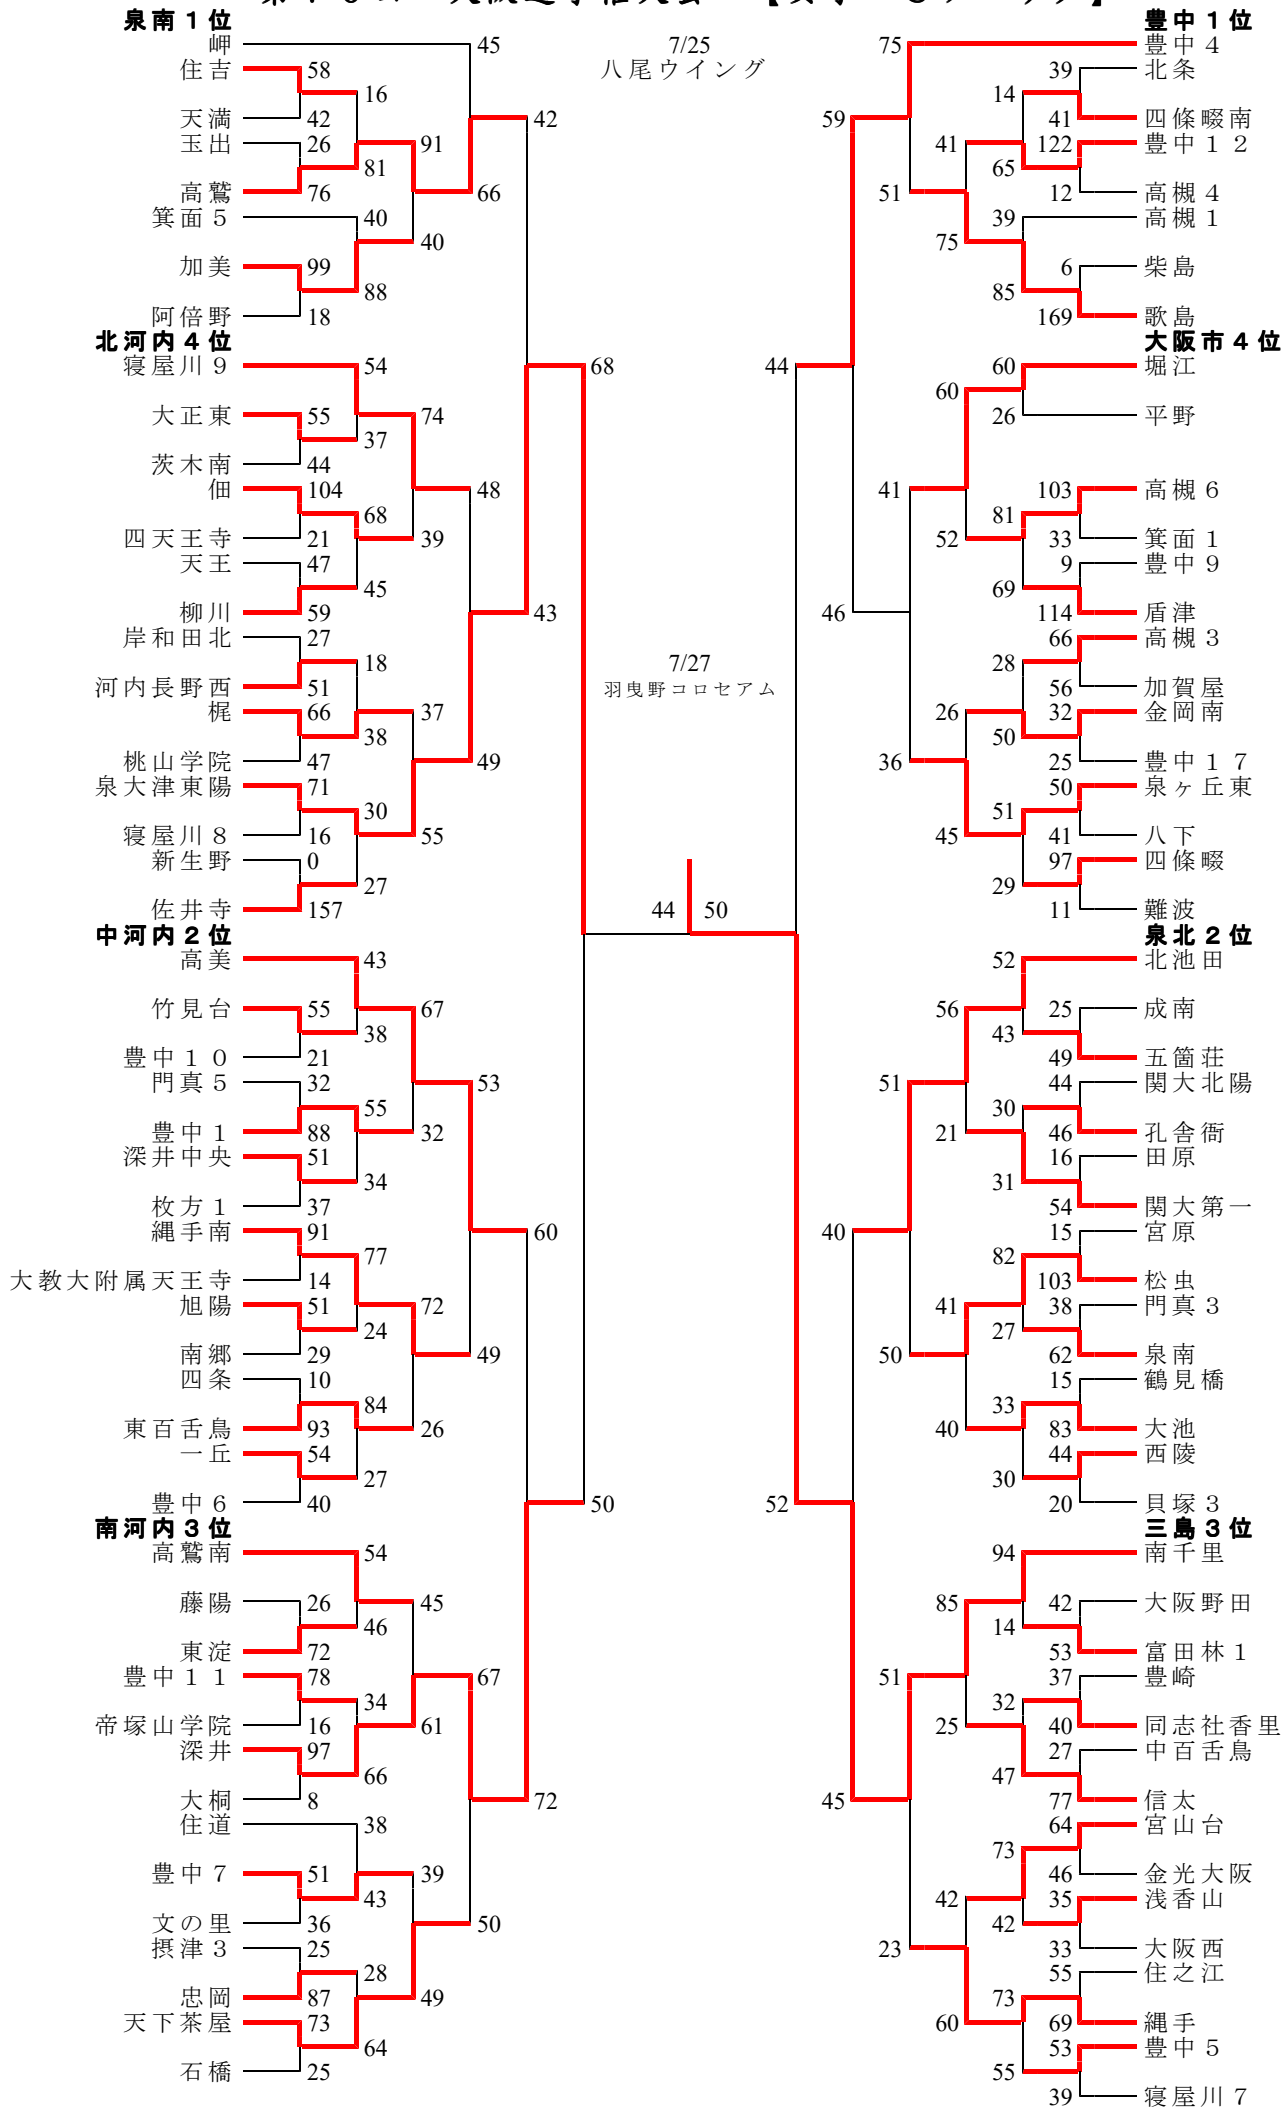 泉南１位
岬 45
住吉 58
16
天満 42
玉出 26
91
81
高鷲 76
66
箕面５ 40
40
加美 99
88
阿倍野 18
42
北河内４位
寝屋川９ 54
68
大正東 55
74
37
茨木南 44
佃 104
48
68
39
四天王寺 21
天王 47
45
柳川 59
43
岸和田北 27
18
河内長野西 51
梶 66
37
38
桃山学院 47
49
泉大津東陽 71
30
寝屋川８ 16
55
新生野 0
27
佐井寺 157
中河内２位
高美 43
竹見台 55
67
38
豊中１０ 21
門真５ 32
53
55
豊中１ 88
32
深井中央 51
34
枚方１ 37
縄手南 91
60
77
大教大附属天王寺 14
旭陽 51
72
24
南郷 29
49
四条 10
84
東百舌鳥 93
26
一丘 54
27
豊中６ 40
50
南河内３位
高鷲南 54
藤陽 26
45
46
東淀 72
豊中１１ 78
67
34
帝塚山学院 16
61
深井 97
66
大桐 8
72
住道 38
豊中７ 51
39
43
文の里 36
50
摂津３ 25
28
忠岡 87
49
天下茶屋 73
64
石橋 25
7/25
八尾ウイング
7/27
羽曳野コロセアム
44 50
豊中１位
75 豊中４
39 北条
14
59
41 四條畷南
41
122 豊中１２
65
51
12 高槻４
39 高槻１
75
6 柴島
85
169 歌島
大阪市４位
44
60 堀江
60
26 平野
41
103 高槻６
81
52
33 箕面１
9 豊中９
69
46
114 盾津
66 高槻３
28
56 加賀屋
26
32 金岡南
50
36
25 豊中１７
50 泉ヶ丘東
51
45
41 八下
97 四條畷
29
11 難波
泉北２位
52 北池田
56
25 成南
43
49 五箇荘
51
44 関大北陽
30
21
46 孔舎衙
16 田原
31
54 関大第一
40
15 宮原
82
103 松虫
41
38 門真３
27
50
62 泉南
15 鶴見橋
33
40
83 大池
44 西陵
30
20 貝塚３
52
三島３位
94 南千里
85
42 大阪野田
14
53 富田林１
51
37 豊崎
32
25
40 同志社香里
27 中百舌鳥
47
45
77 信太
64 宮山台
73
46 金光大阪
42
35 浅香山
42
23
33 大阪西
55 住之江
73
60
69 縄手
53 豊中５
55
39 寝屋川７